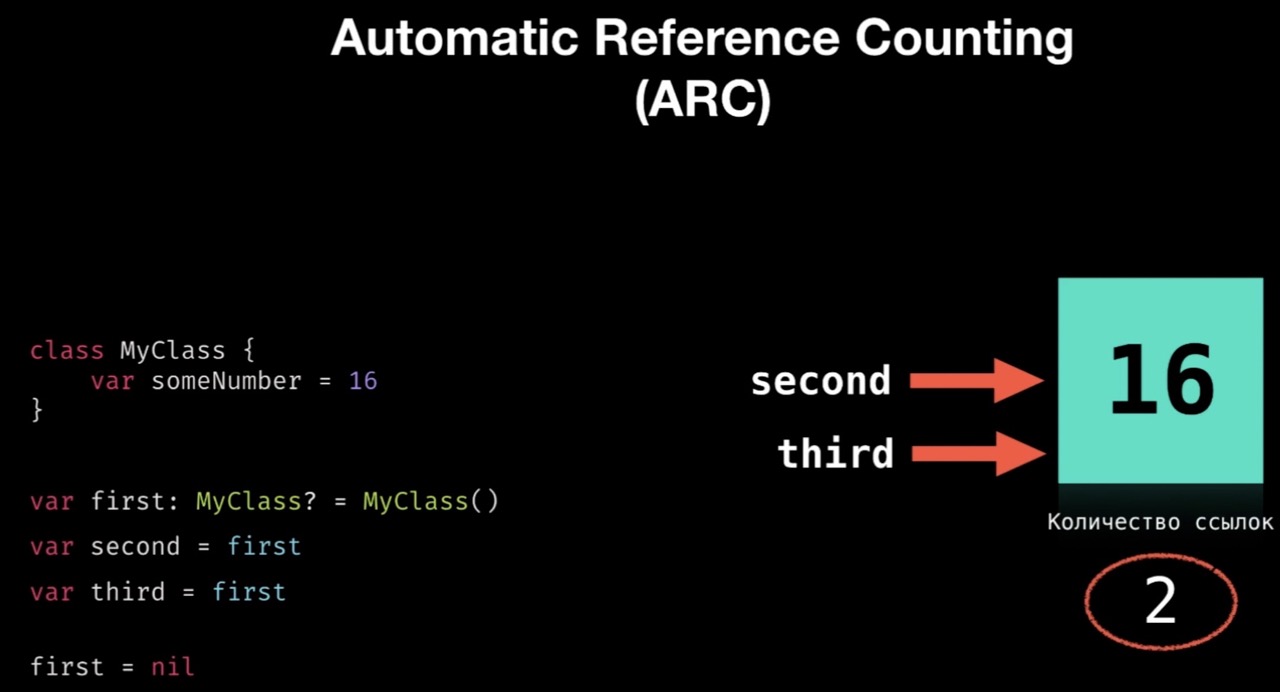 Automatic Reference Counting
(ARC)
class MyClass {
    var someNumber = 16
}
var first: MyClass? = MyClass()
var second = first
var third = first
first = nil
16
second
third
Количество ссылок
2